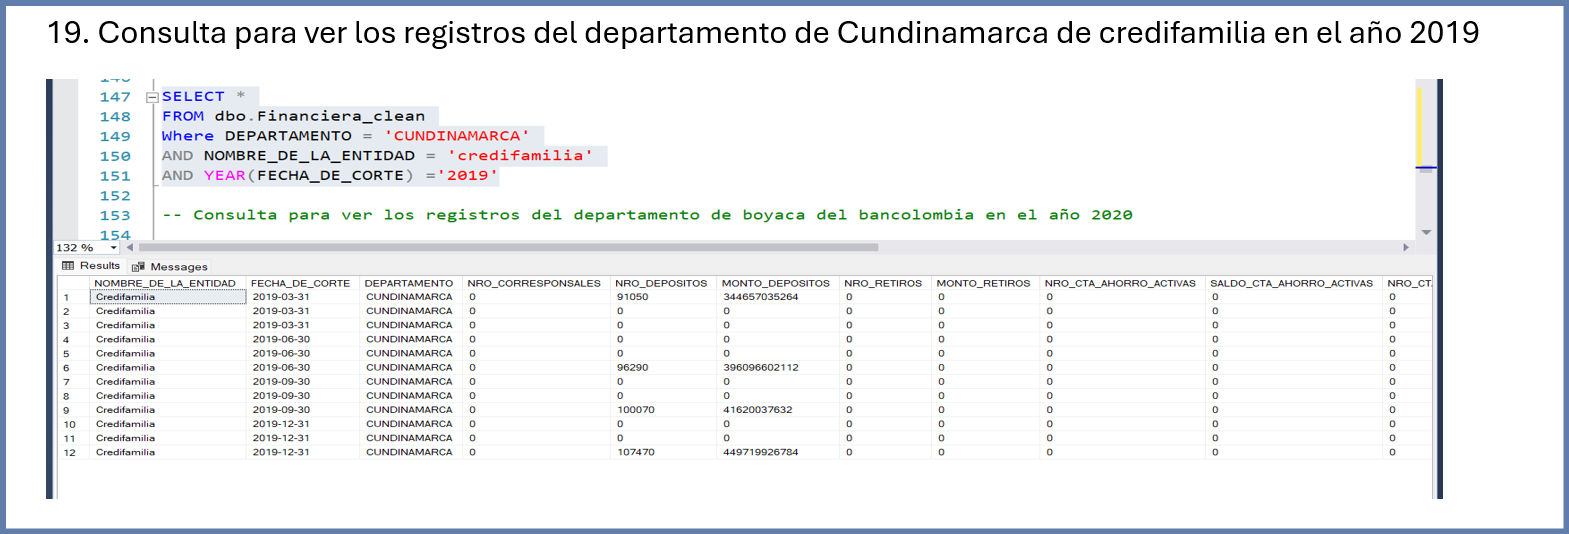 19. Consulta para ver los registros del departamento de Cundinamarca de credifamilia en el año 2019
147 SELECT *
148 FROM dbo.Financiera_clean
149 Where DEPARTAMENTO = 'CUNDINAMARCA'
150 AND NOMBRE_DE_LA_ENTIDAD = 'credifamilia'
151 AND YEAR(FECHA_DE_CORTE) ='2019'
152
153 -- Consulta para ver los registros del departamento de boyaca del bancolombia en el año 2020
154
132 %
Results Messages
NOMBRE_DE_LA_ENTIDAD FECHA_DE_CORTE DEPARTAMENTO NRO_CORRESPONSALES NRO_DEPOSITOS MONTO_DEPOSITOS NRO_RETIROS MONTO_RETIROS NRO_CTA_AHORRO_ACTIVAS SALDO_CTA_AHORRO_ACTIVAS NRO_CT
1 Credifamilia 2019-03-31 CUNDINAMARCA 0 91050 344657035264 0 0 0 0 0
2 Credifamilia 2019-03-31 CUNDINAMARCA 0 0 0 0 0 0 0 0
3 Credifamilia 2019-03-31 CUNDINAMARCA 0 0 0 0 0 0 0 0
4 Credifamilia 2019-06-30 CUNDINAMARCA 0 0 0 0 0 0 0 0
5 Credifamilia 2019-06-30 CUNDINAMARCA 0 0 0 0 0 0 0 0
6 Credifamilia 2019-06-30 CUNDINAMARCA 0 96290 396096602112 0 0 0 0 0
7 Credifamilia 2019-09-30 CUNDINAMARCA 0 0 0 0 0 0 0 0
8 Credifamilia 2019-09-30 CUNDINAMARCA 0 0 0 0 0 0 0 0
9 Credifamilia 2019-09-30 CUNDINAMARCA 0 100070 41620037632 0 0 0 0 0
10 Credifamilia 2019-12-31 CUNDINAMARCA 0 0 0 0 0 0 0 0
11 Credifamilia 2019-12-31 CUNDINAMARCA 0 0 0 0 0 0 0 0
12 Credifamilia 2019-12-31 CUNDINAMARCA 0 107470 449719926784 0 0 0 0 0